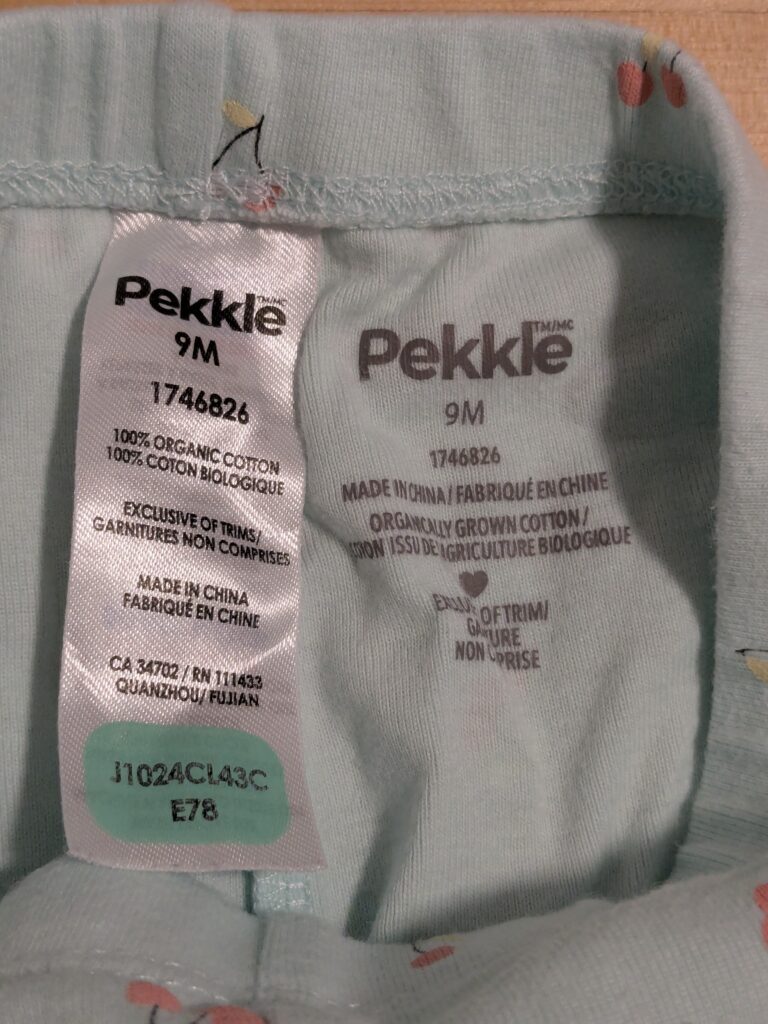 Pekkle TM/MC
9M
1746826
100% ORGANIC COTTON
100% COTON BIOLOGIQUE
EXCLUSIVE OF TRIMS/
GARNITURES NON COMPRISES
MADE IN CHINA
FABRIQUÉ EN CHINE
CA 34702 / RN 111433
QUANZHOU/ FUJIAN
J1024CL43C
E78
Pekkle TM/MC
9M
1746826
MADE IN CHINA / FABRIQUÉ EN CHINE
ORGANICALLY GROWN COTTON /
ISSU DE AGRICULTURE BIOLOGIQUE
OF TRIM/
NON